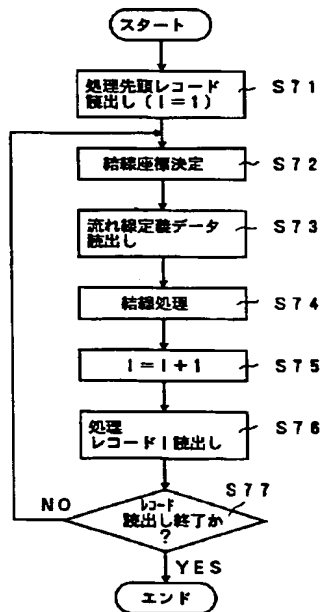 スタート
処理先頭レコード
読出し(I=1)
S71
結線座標決定
S72
流れ線定義データ
読出し
S73
結線処理
S74
I=I+1
S75
処理
レコードI読出し
S76
S77
レコード
読出し終了か
?
NO
YES
エンド